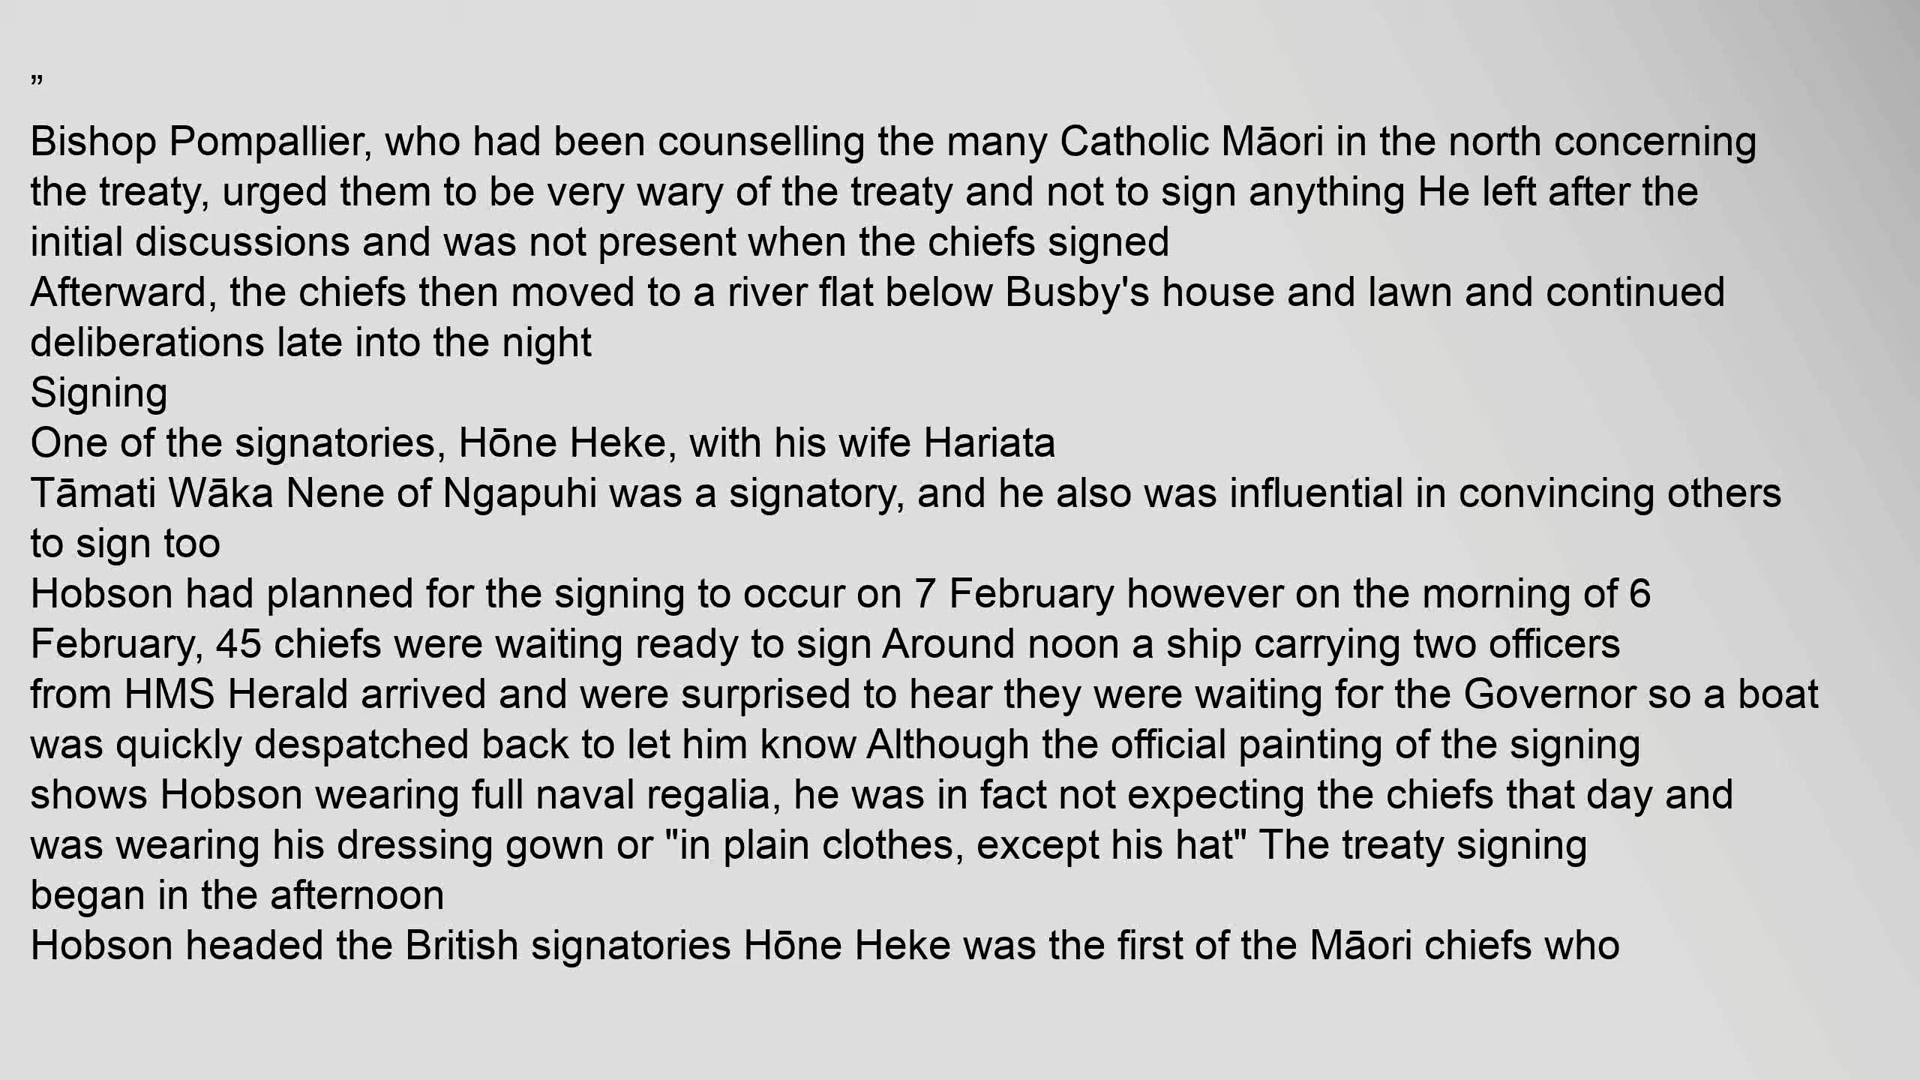 ”
Bishop Pompallier, who had been counselling the many Catholic Māori in the north concerning
the treaty, urged them to be very wary of the treaty and not to sign anything He left after the
initial discussions and was not present when the chiefs signed
Afterward, the chiefs then moved to a river flat below Busby's house and lawn and continued
deliberations late into the night
Signing
One of the signatories, Hōne Heke, with his wife Hariata
Tāmati Wāka Nene of Ngapuhi was a signatory, and he also was influential in convincing others
to sign too
Hobson had planned for the signing to occur on 7 February however on the morning of 6
February, 45 chiefs were waiting ready to sign Around noon a ship carrying two officers
from HMS Herald arrived and were surprised to hear they were waiting for the Governor so a boat
was quickly despatched back to let him know Although the official painting of the signing
shows Hobson wearing full naval regalia, he was in fact not expecting the chiefs that day and
was wearing his dressing gown or "in plain clothes, except his hat" The treaty signing
began in the afternoon
Hobson headed the British signatories Hōne Heke was the first of the Māori chiefs who